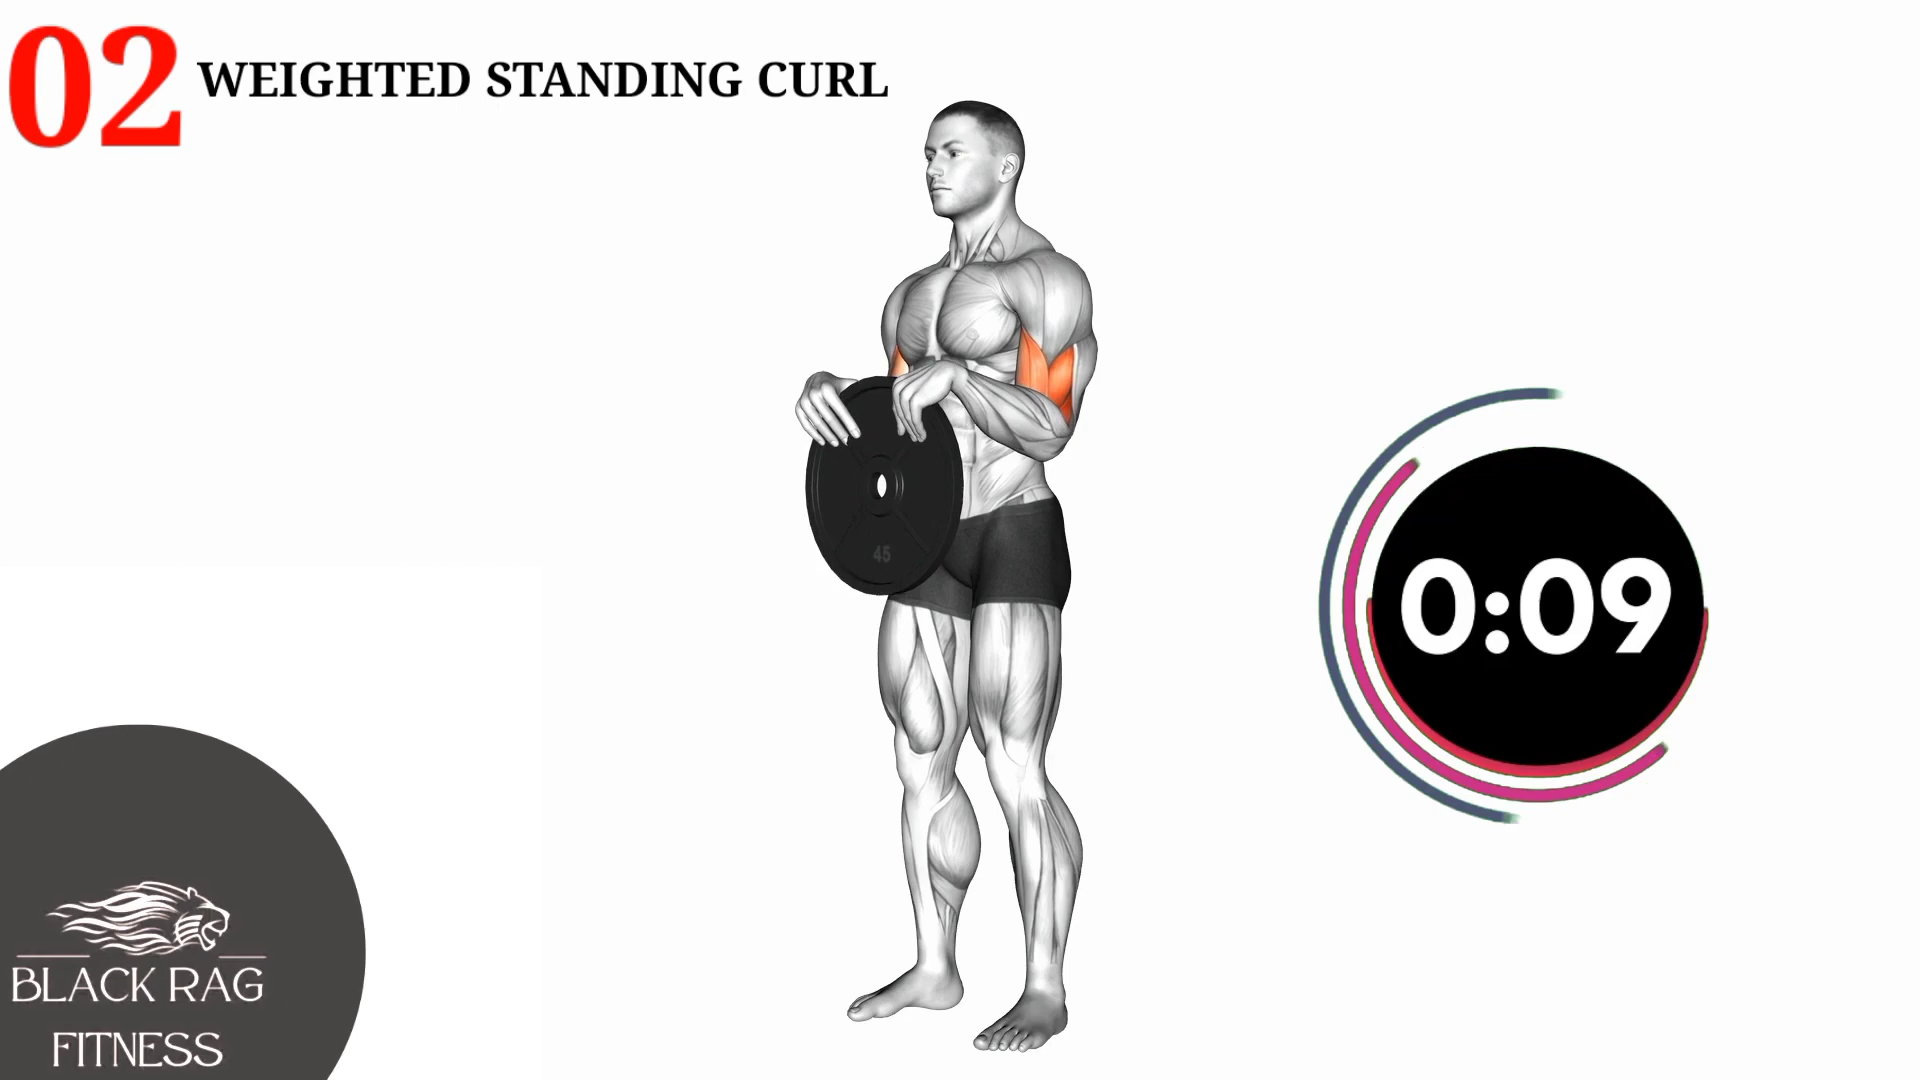 02 WEIGHTED STANDING CURL
45
0:09
BLACK RAG
FITNESS